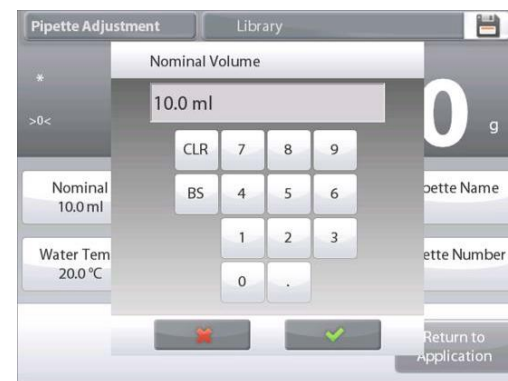 Pipette Adjustment
Library
Nominal Volume
10.0 ml
*
>0<
0 g
CLR 7 8 9
BS 4 5 6
1 2 3
0 .
Nominal
10.0 ml
pette Name
Water Tem
20.0 °C
ette Number
Return to
Application